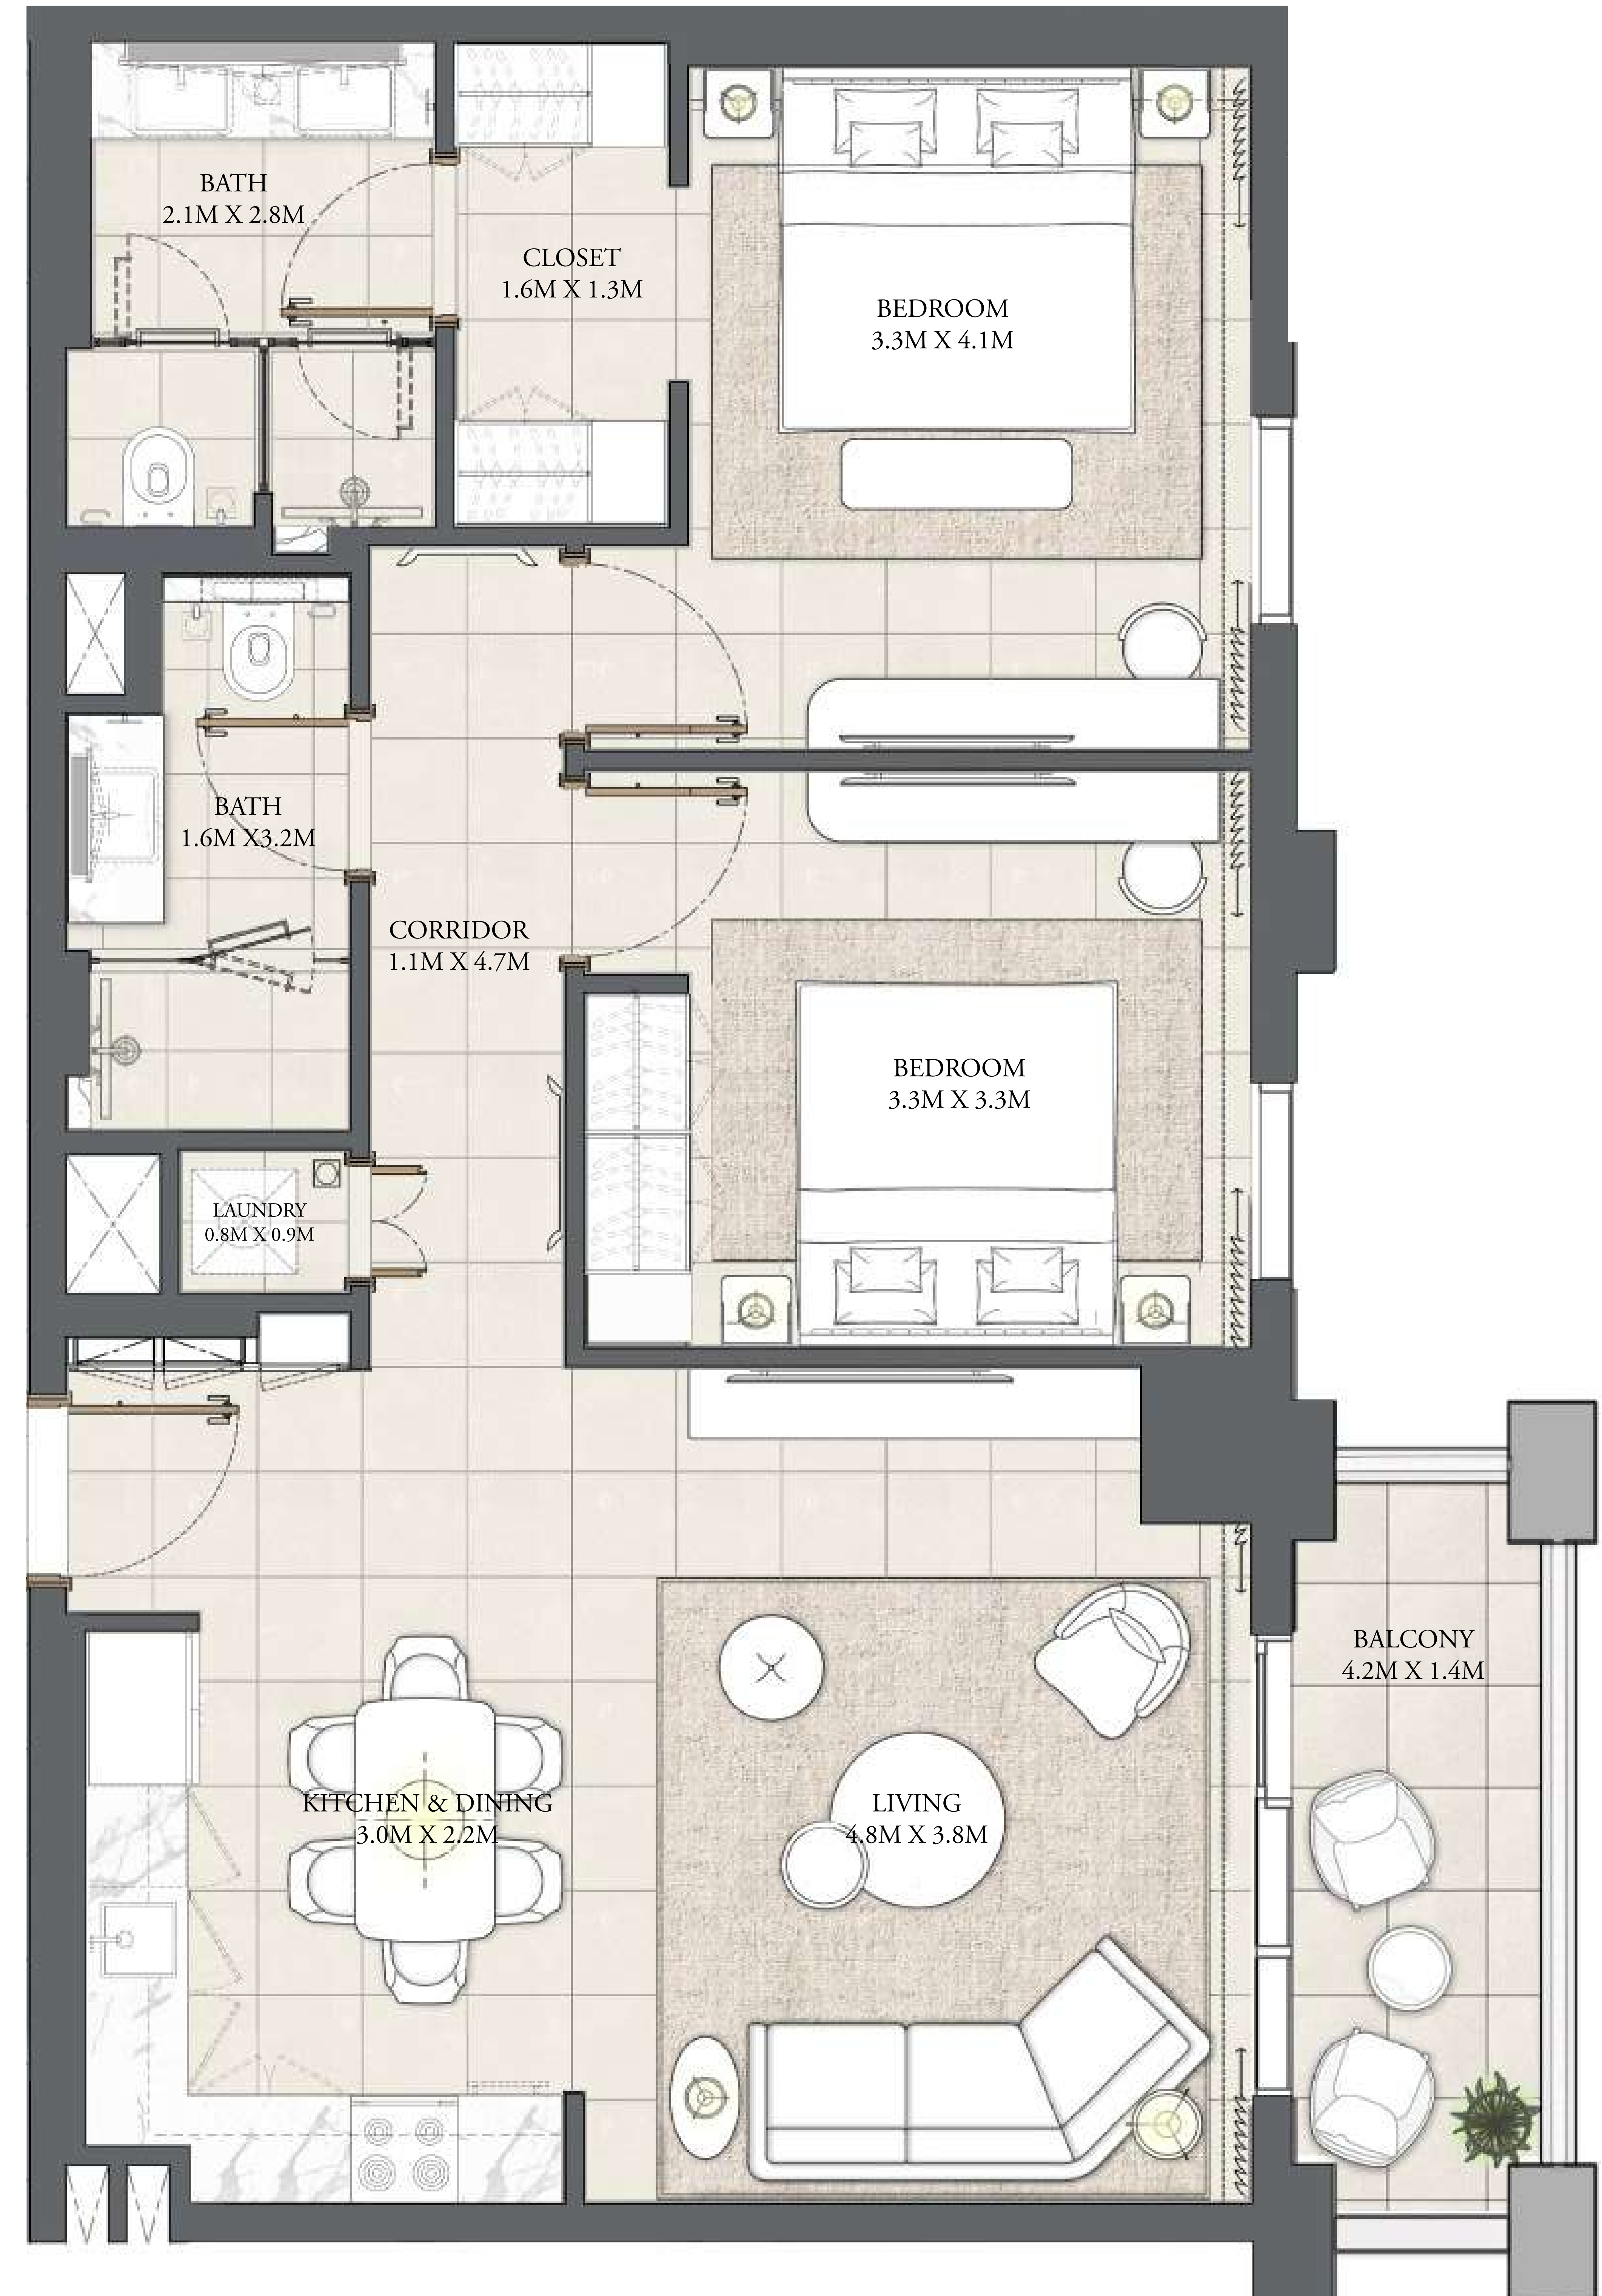 BATH
2.1M X 2.8M
CLOSET
1.6M X 1.3M
BEDROOM
3.3M X 4.1M
BATH
1.6M X3.2M
CORRIDOR
1.1M X 4.7M
BEDROOM
3.3M X 3.3M
LAUNDRY
0.8M X 0.9M
BALCONY
4.2M X 1.4M
KITCHEN & DINING
3.0M X 2.2M
LIVING
4.8M X 3.8M